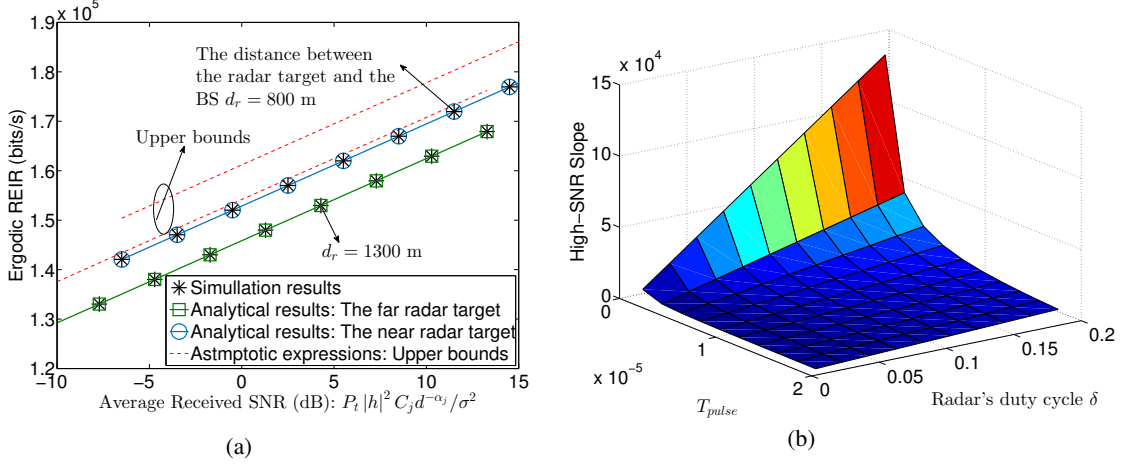 1.9 x 10^5
1.8
1.7
1.6
1.5
1.4
1.3
1.2
−10 −5 0 5 10 15
Ergodic REIR (bits/s)
Average Received SNR (dB): $P_t |h|^2 C_j d^{-\alpha_j}/\sigma^2$
The distance between
the radar target and the
BS $d_r = 800$ m
Upper bounds
$d_r = 1300$ m
Simullation results
Analytical results: The far radar target
Analytical results: The near radar target
Astmptotic expressions: Upper bounds
(a)
x 10^4
15
10
5
0
High−SNR Slope
0
1
2
x 10^-5
$T_{pulse}$
0 0.05 0.1 0.15 0.2
Radar's duty cycle δ
(b)